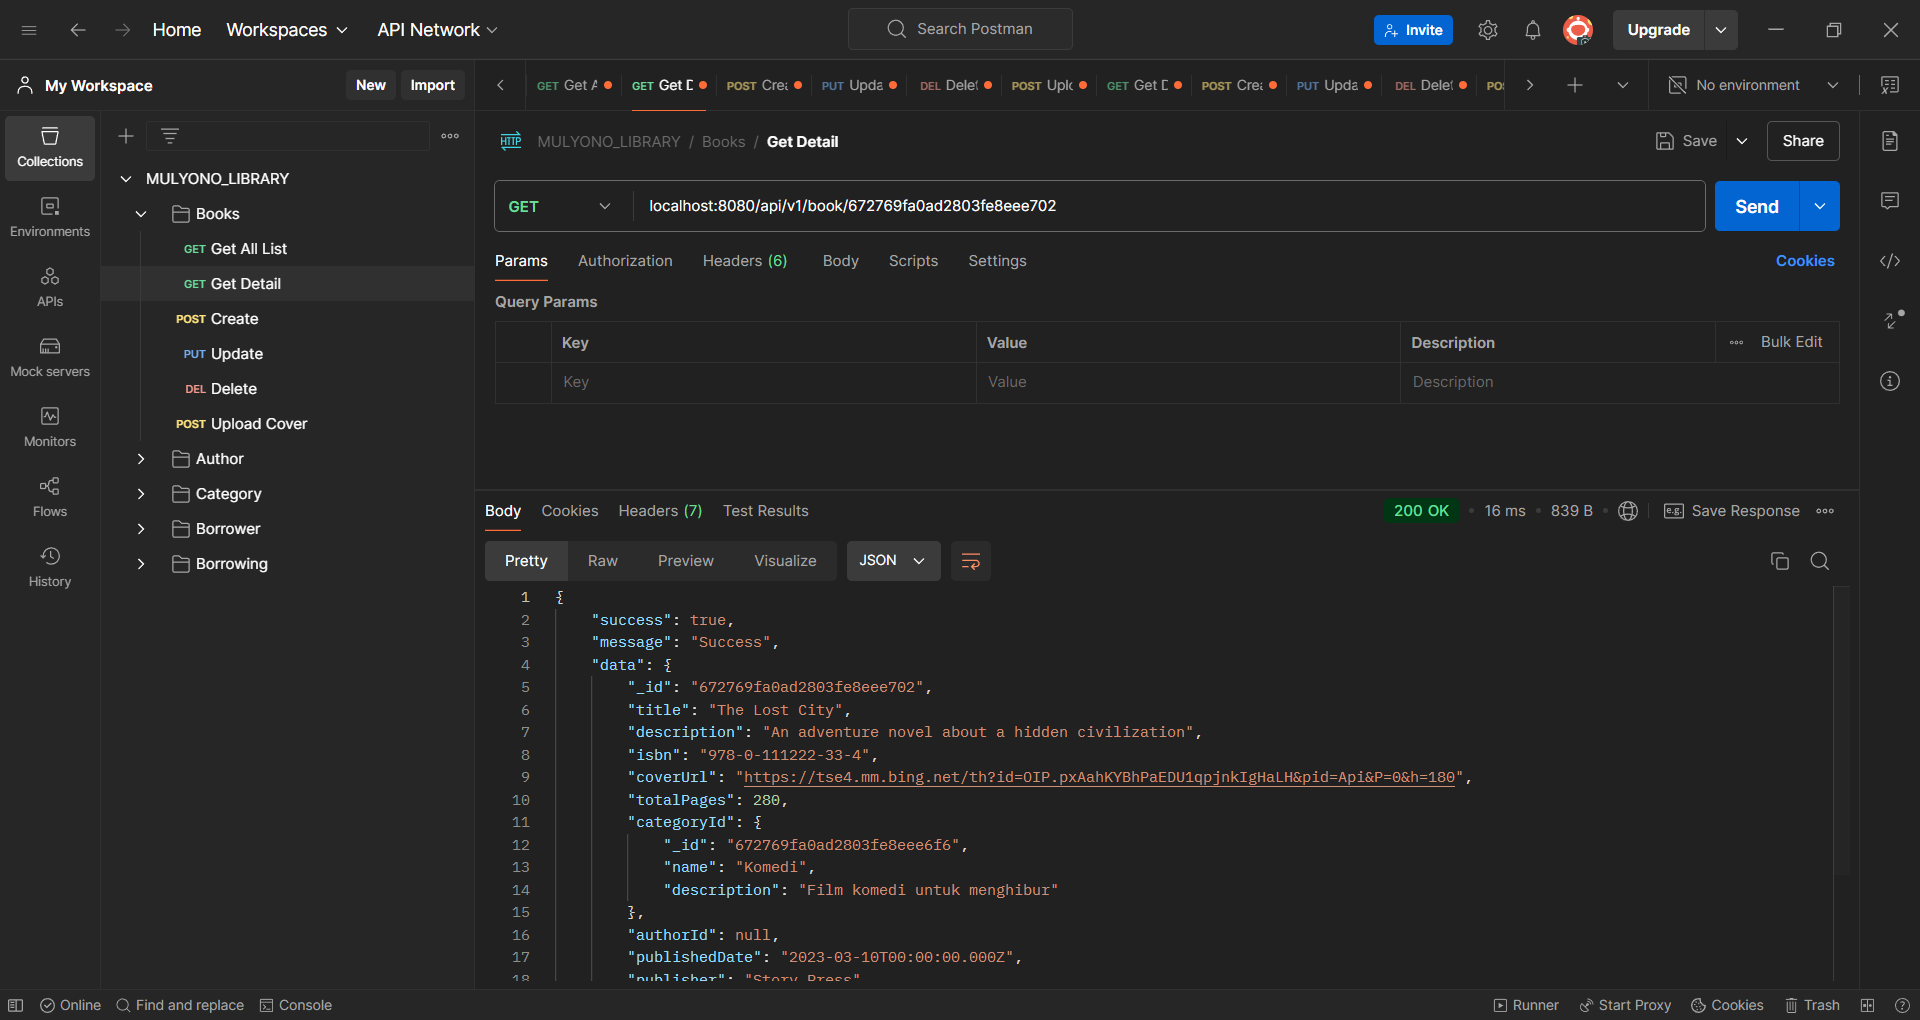 Home Workspaces API Network Search Postman Invite Upgrade
My Workspace New Import GET Get A GET Get D POST Crea PUT Upda DEL Delet POST Uplo GET Get D POST Crea PUT Upda DEL Delet No environment
Collections
Environments
APIs
Mock servers
Monitors
Flows
History
MULYONO_LIBRARY
Books
GET Get All List
GET Get Detail
POST Create
PUT Update
DEL Delete
POST Upload Cover
Author
Category
Borrower
Borrowing
HTTP MULYONO_LIBRARY / Books / Get Detail Save Share
GET localhost:8080/api/v1/book/672769fa0ad2803fe8eee702 Send
Params Authorization Headers (6) Body Scripts Settings Cookies
Query Params
Key Value Description Bulk Edit
Key Value Description
Body Cookies Headers (7) Test Results 200 OK 16 ms 839 B e.g. Save Response
Pretty Raw Preview Visualize JSON
1 {
2 "success": true,
3 "message": "Success",
4 "data": {
5 "_id": "672769fa0ad2803fe8eee702",
6 "title": "The Lost City",
7 "description": "An adventure novel about a hidden civilization",
8 "isbn": "978-0-111222-33-4",
9 "coverUrl": "https://tse4.mm.bing.net/th?id=OIP.pxAahKYBhPaEDU1qpjnkIgHaLH&pid=Api&P=0&h=180",
10 "totalPages": 280,
11 "categoryId": {
12 "_id": "672769fa0ad2803fe8eee6f6",
13 "name": "Komedi",
14 "description": "Film komedi untuk menghibur"
15 },
16 "authorId": null,
17 "publishedDate": "2023-03-10T00:00:00.000Z",
18 "publisher": "Story Press"
Online Find and replace Console Runner Start Proxy Cookies Trash